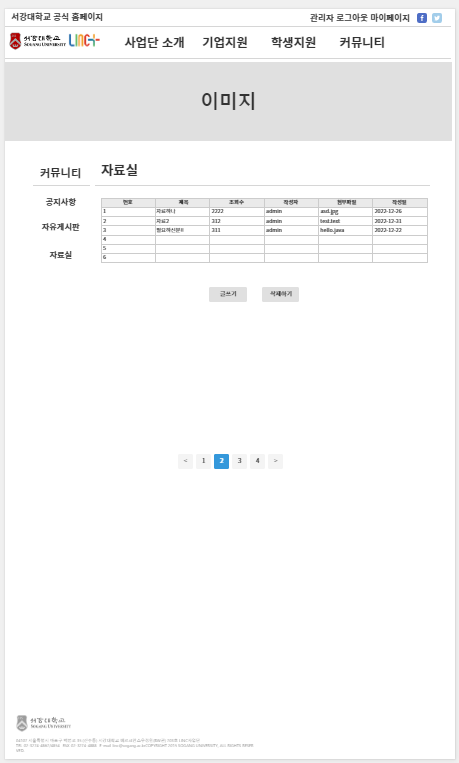 서강대학교 공식 홈페이지
관리자 로그아웃 마이페이지
서강대학교
SOGANG UNIVERSITY
LINC+
사업단 소개 기업지원 학생지원 커뮤니티
이미지
커뮤니티
공지사항
자유게시판
자료실
자료실
번호 제목 조회수 작성자 첨부파일 작성일
1 자료하나 2222 admin asd.jpg 2022-12-26
2 자료2 312 admin test.text 2022-12-31
3 311 admin hello.java 2022-12-22
4
5
6
글쓰기 삭제하기
< 1 2 3 4 >
서강대학교
SOGANG UNIVERSITY